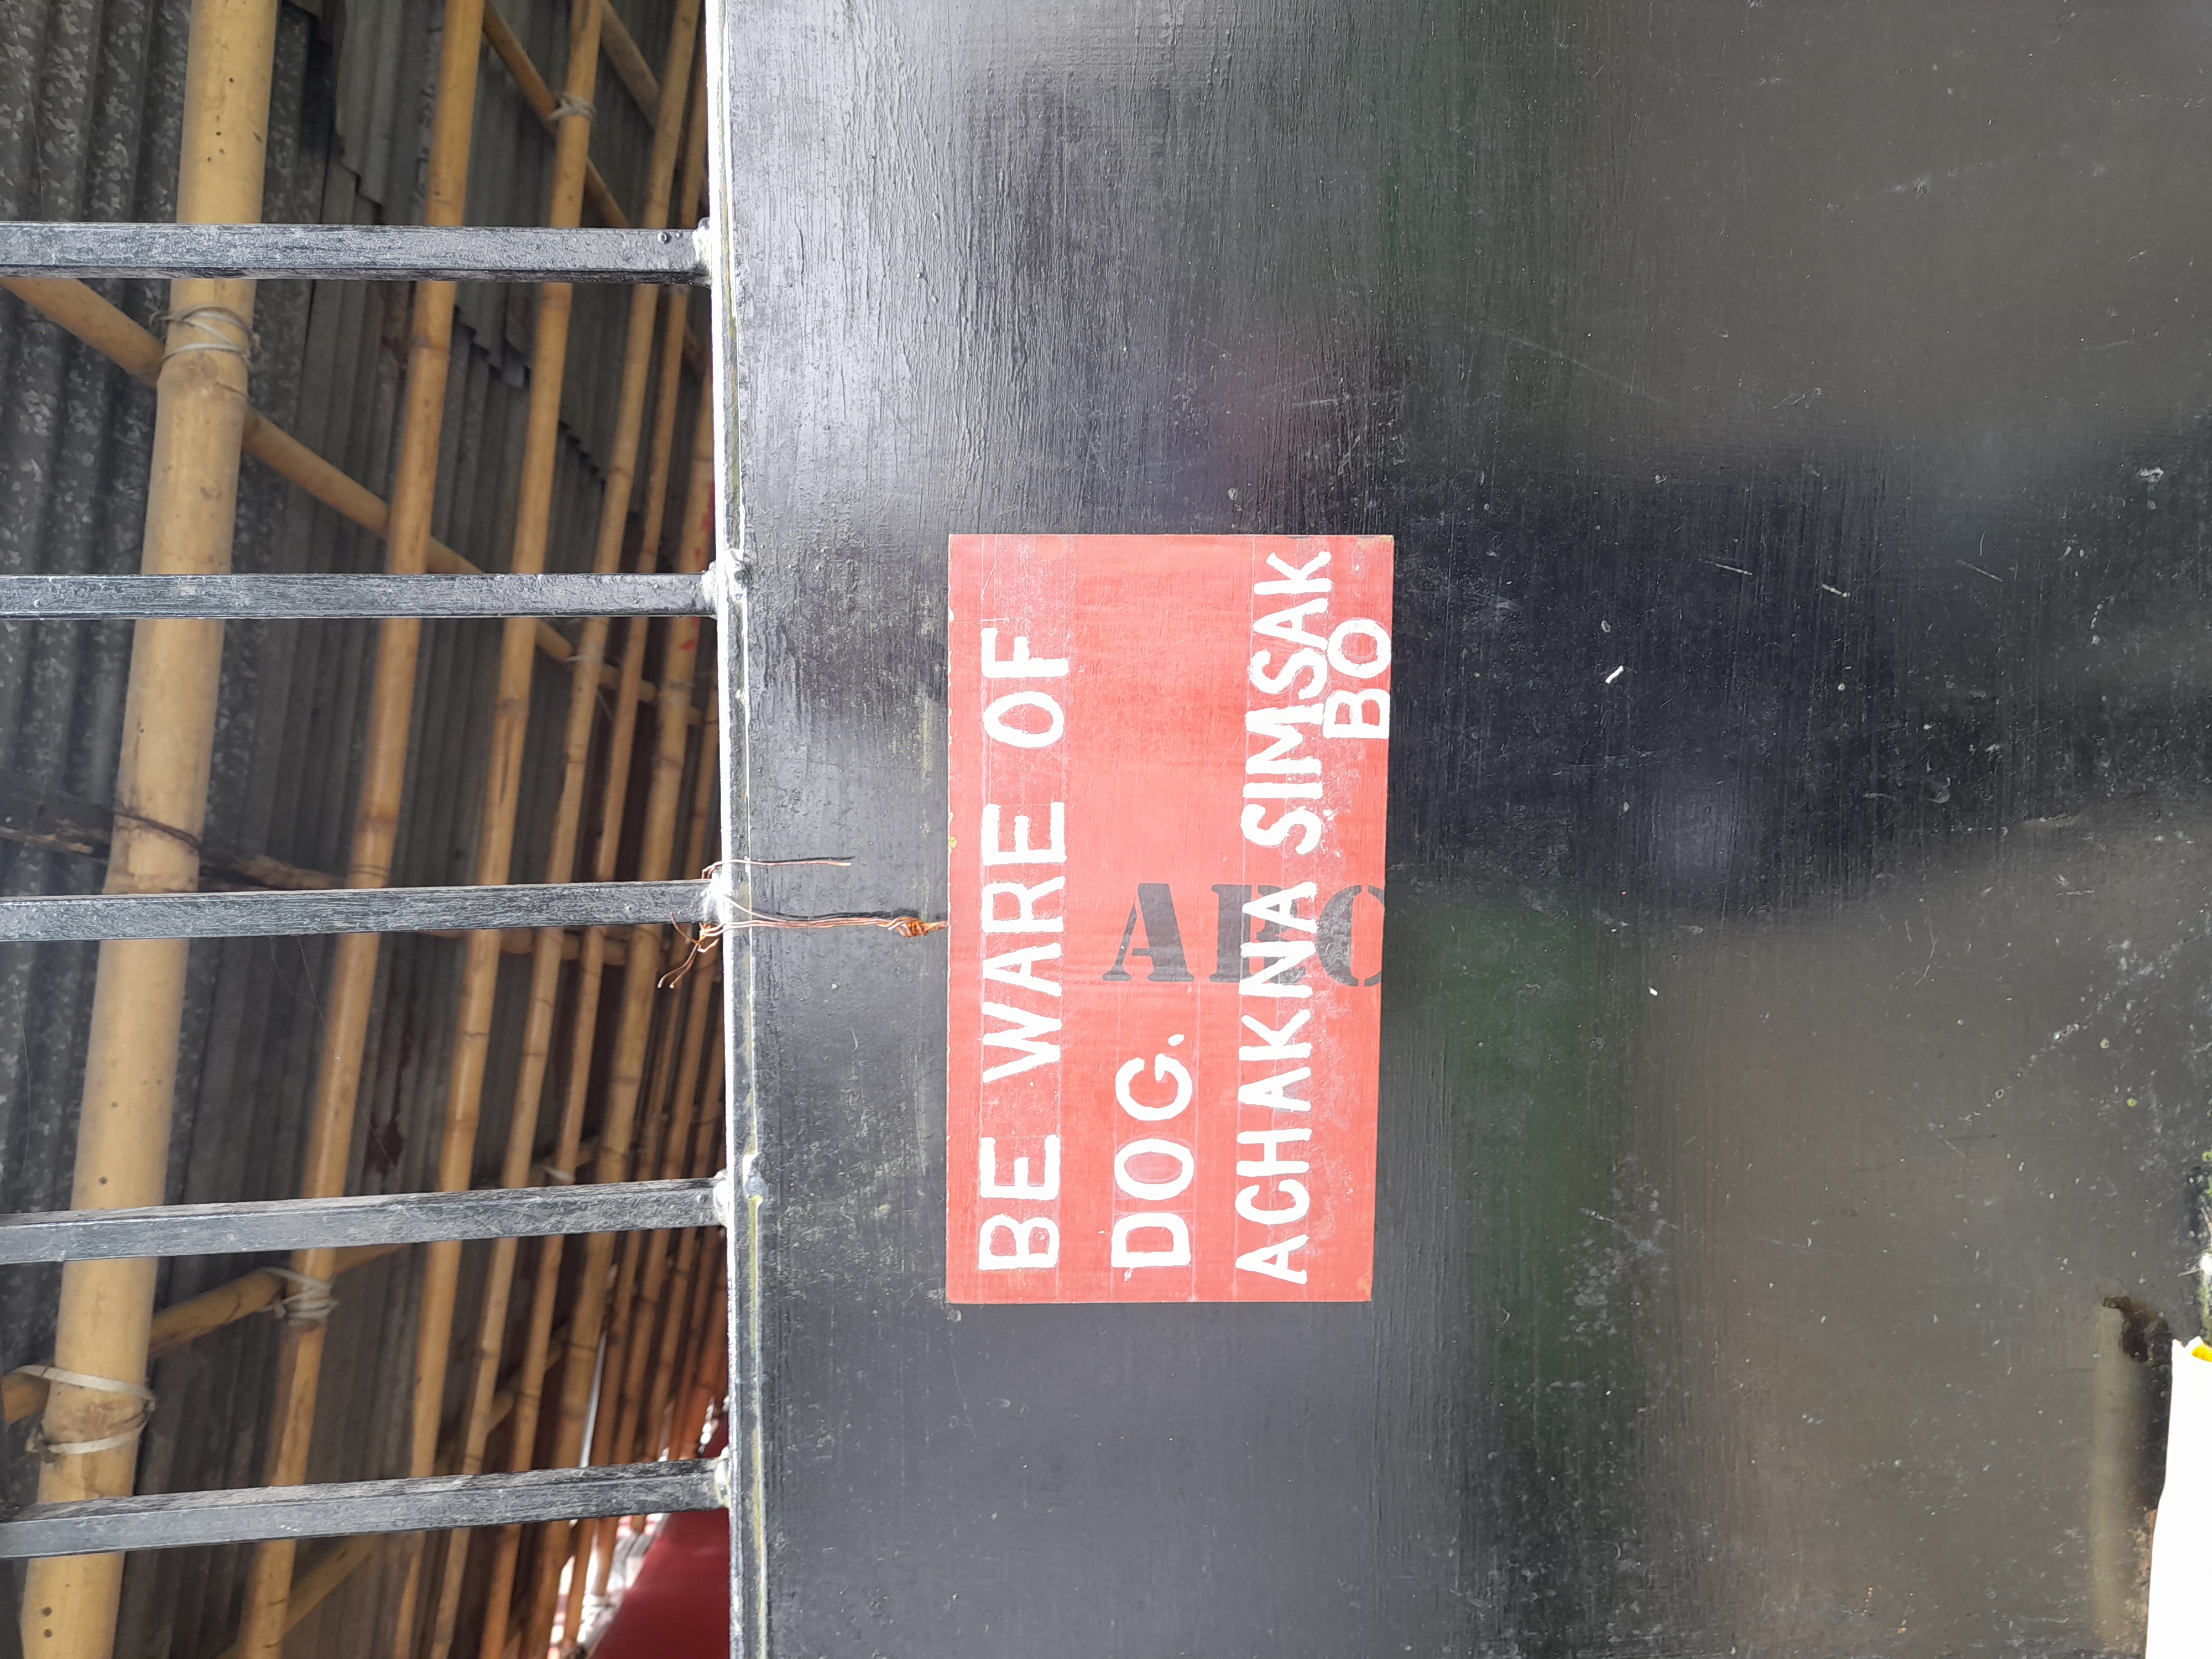 BE WARE OF
DOG.
ACHAKNA SIMSAK
BO